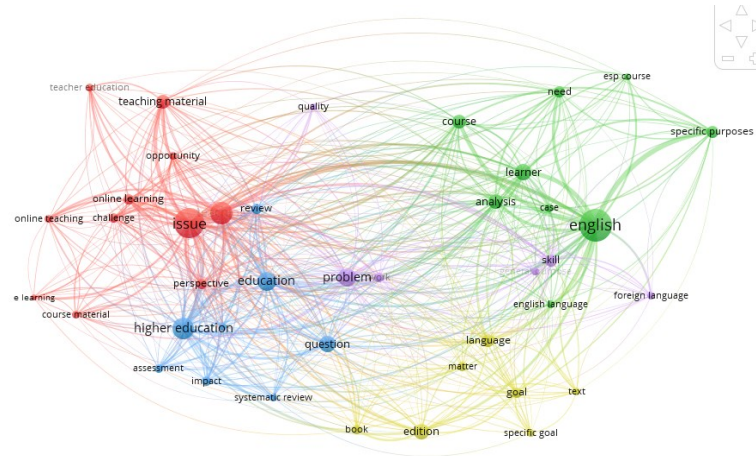 esp course
teacher education
need
teaching material
quality
course
specific purposes
opportunity
learner
online learning
analysis
review
case
online teaching
challenge
issue
english
skill
perspective
education
problem
foreign language
e learning
english language
course material
higher education
language
question
matter
assessment
impact
goal
text
systematic review
book
edition
specific goal